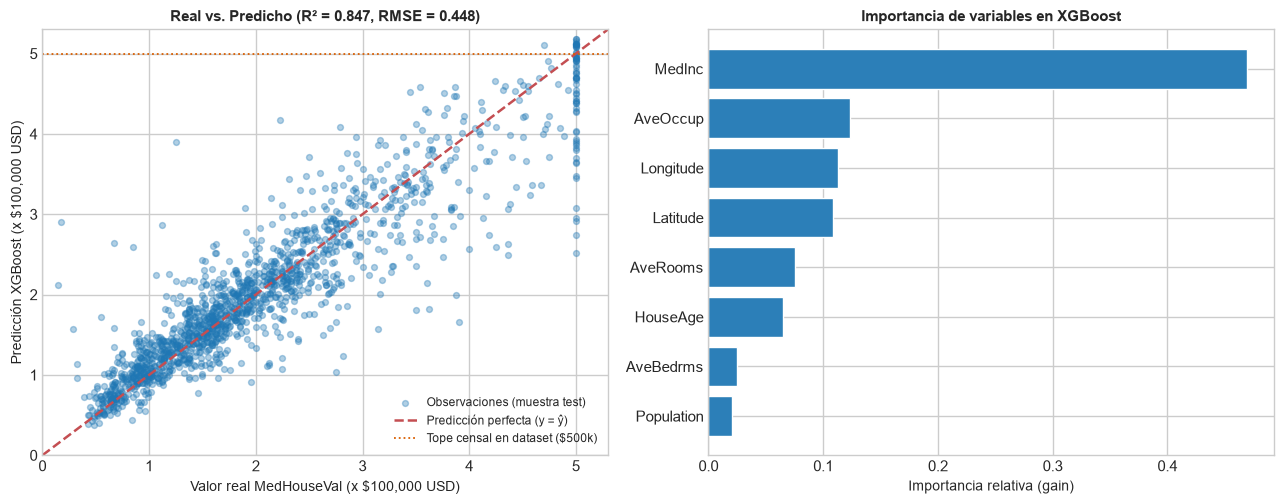 Real vs. Predicho (R² = 0.847, RMSE = 0.448)
Predicción XGBoost (x $100,000 USD)
5
4
3
2
1
0
Observaciones (muestra test)
Predicción perfecta (y = ŷ)
Tope censal en dataset ($500k)
0 1 2 3 4 5
Valor real MedHouseVal (x $100,000 USD)
Importancia de variables en XGBoost
MedInc
AveOccup
Longitude
Latitude
AveRooms
HouseAge
AveBedrms
Population
0.0 0.1 0.2 0.3 0.4
Importancia relativa (gain)